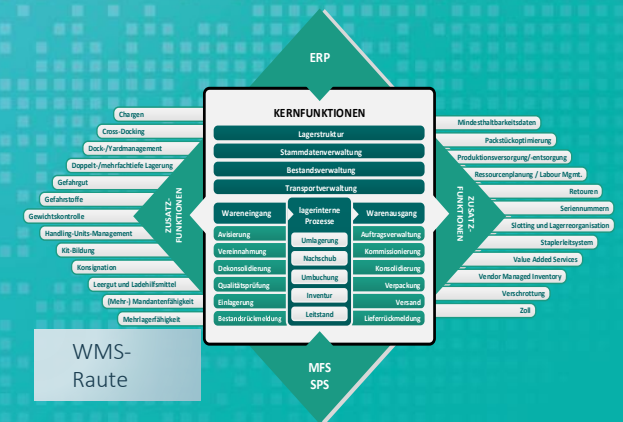 ERP
KERNFUNKTIONEN
Lagerstruktur
Stammdatenverwaltung
Bestandsverwaltung
Transportverwaltung
Wareneingang
Avisierung
Vereinnahmung
Dekonsolidierung
Qualitätsprüfung
Einlagerung
Bestandsrückmeldung
lagerinterne
Prozesse
Umlagerung
Nachschub
Umbuchung
Inventur
Leitstand
Warenausgang
Auftragsverwaltung
Kommissionierung
Konsolidierung
Verpackung
Versand
Lieferrückmeldung
ZUSATZ-
FUNKTIONEN
Chargen
Cross-Docking
Dock-/Yardmanagement
Doppelt-/mehrfachtiefe Lagerung
Gefahrgut
Gefahrstoffe
Gewichtskontrolle
Handling-Units-Management
Kit-Bildung
Konsignation
Leergut und Ladehilfsmittel
(Mehr-) Mandantenfähigkeit
Mehrlagerfähigkeit
ZUSATZ-
FUNKTIONEN
Mindesthaltbarkeitsdaten
Packstückoptimierung
Produktionsversorgung/-entsorgung
Ressourcenplanung / Labour Mgmt.
Retouren
Seriennummern
Slotting und Lagerreorganisation
Staplerleitsystem
Value Added Services
Vendor Managed Inventory
Verschrottung
Zoll
MFS
SPS
WMS-
Raute